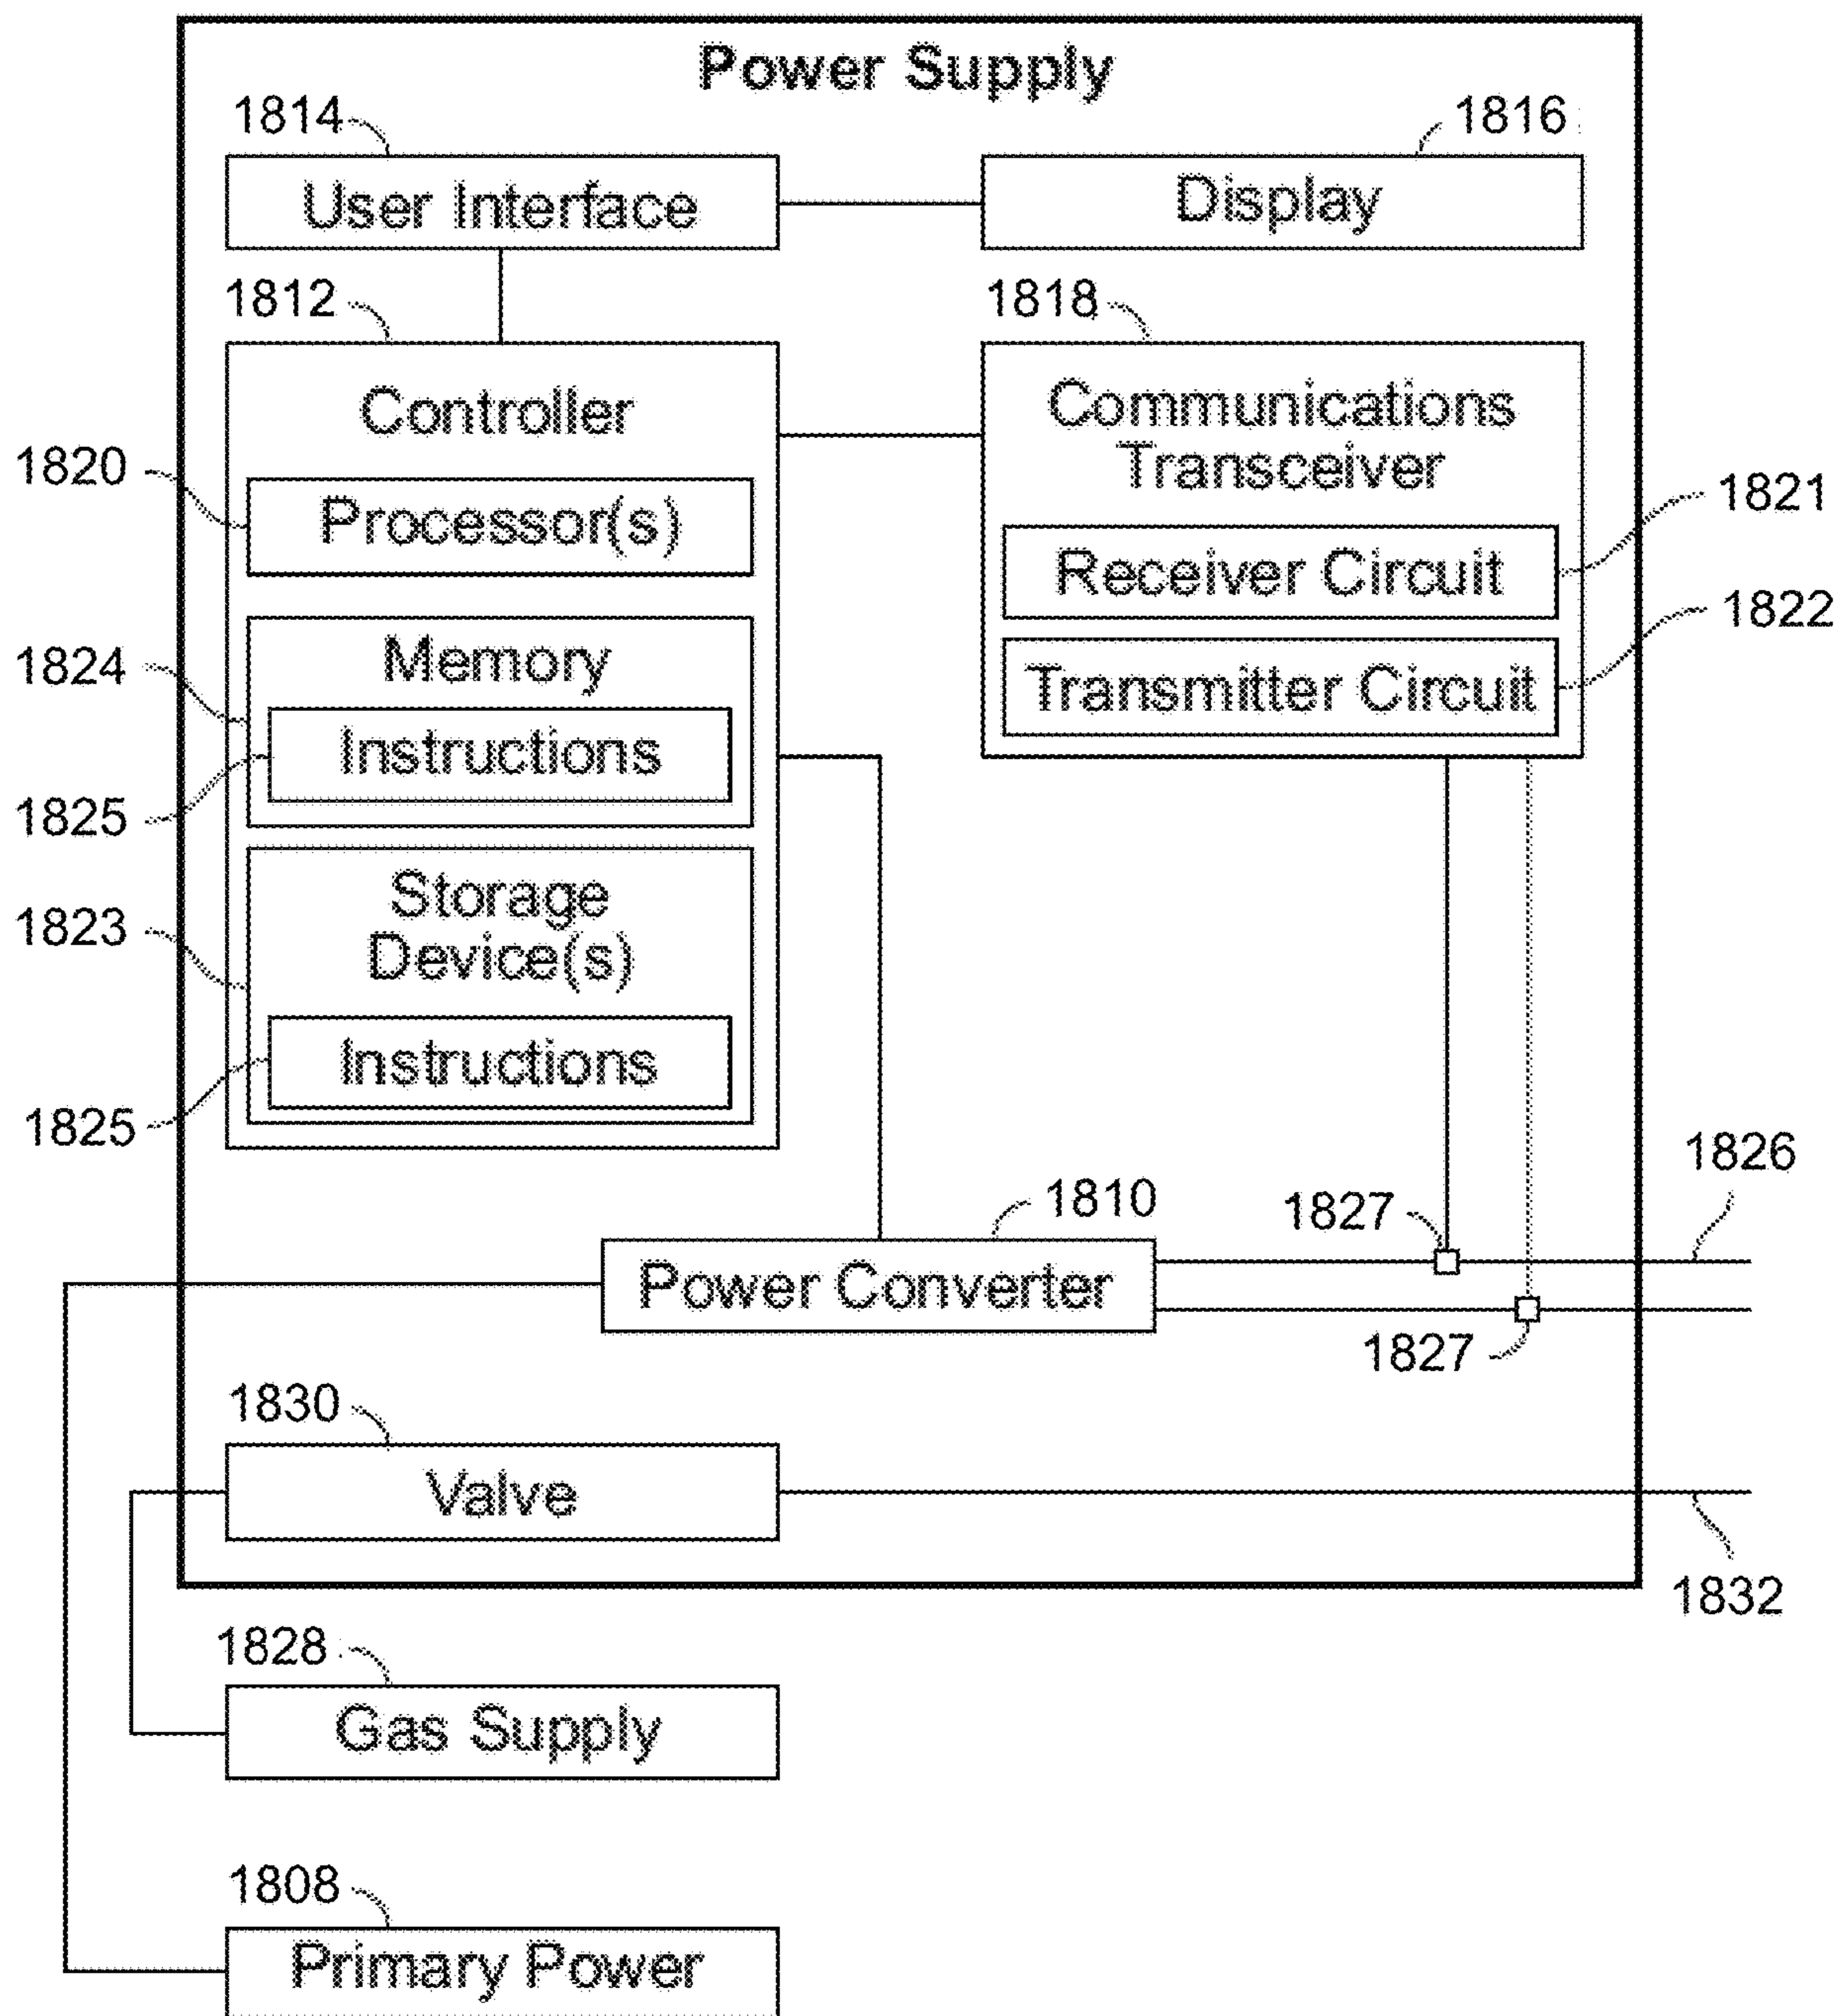 Power Supply
1814
1816
User Interface
Display
1812
1818
Controller
Communications
Transceiver
1820
Processor(s)
1821
Receiver Circuit
1822
1824
Memory
Transmitter Circuit
Instructions
1825
Storage
Device(s)
1823
Instructions
1825
1826
1810
1827
Power Converter
1827
1830
Valve
1832
1828
Gas Supply
1808
Primary Power